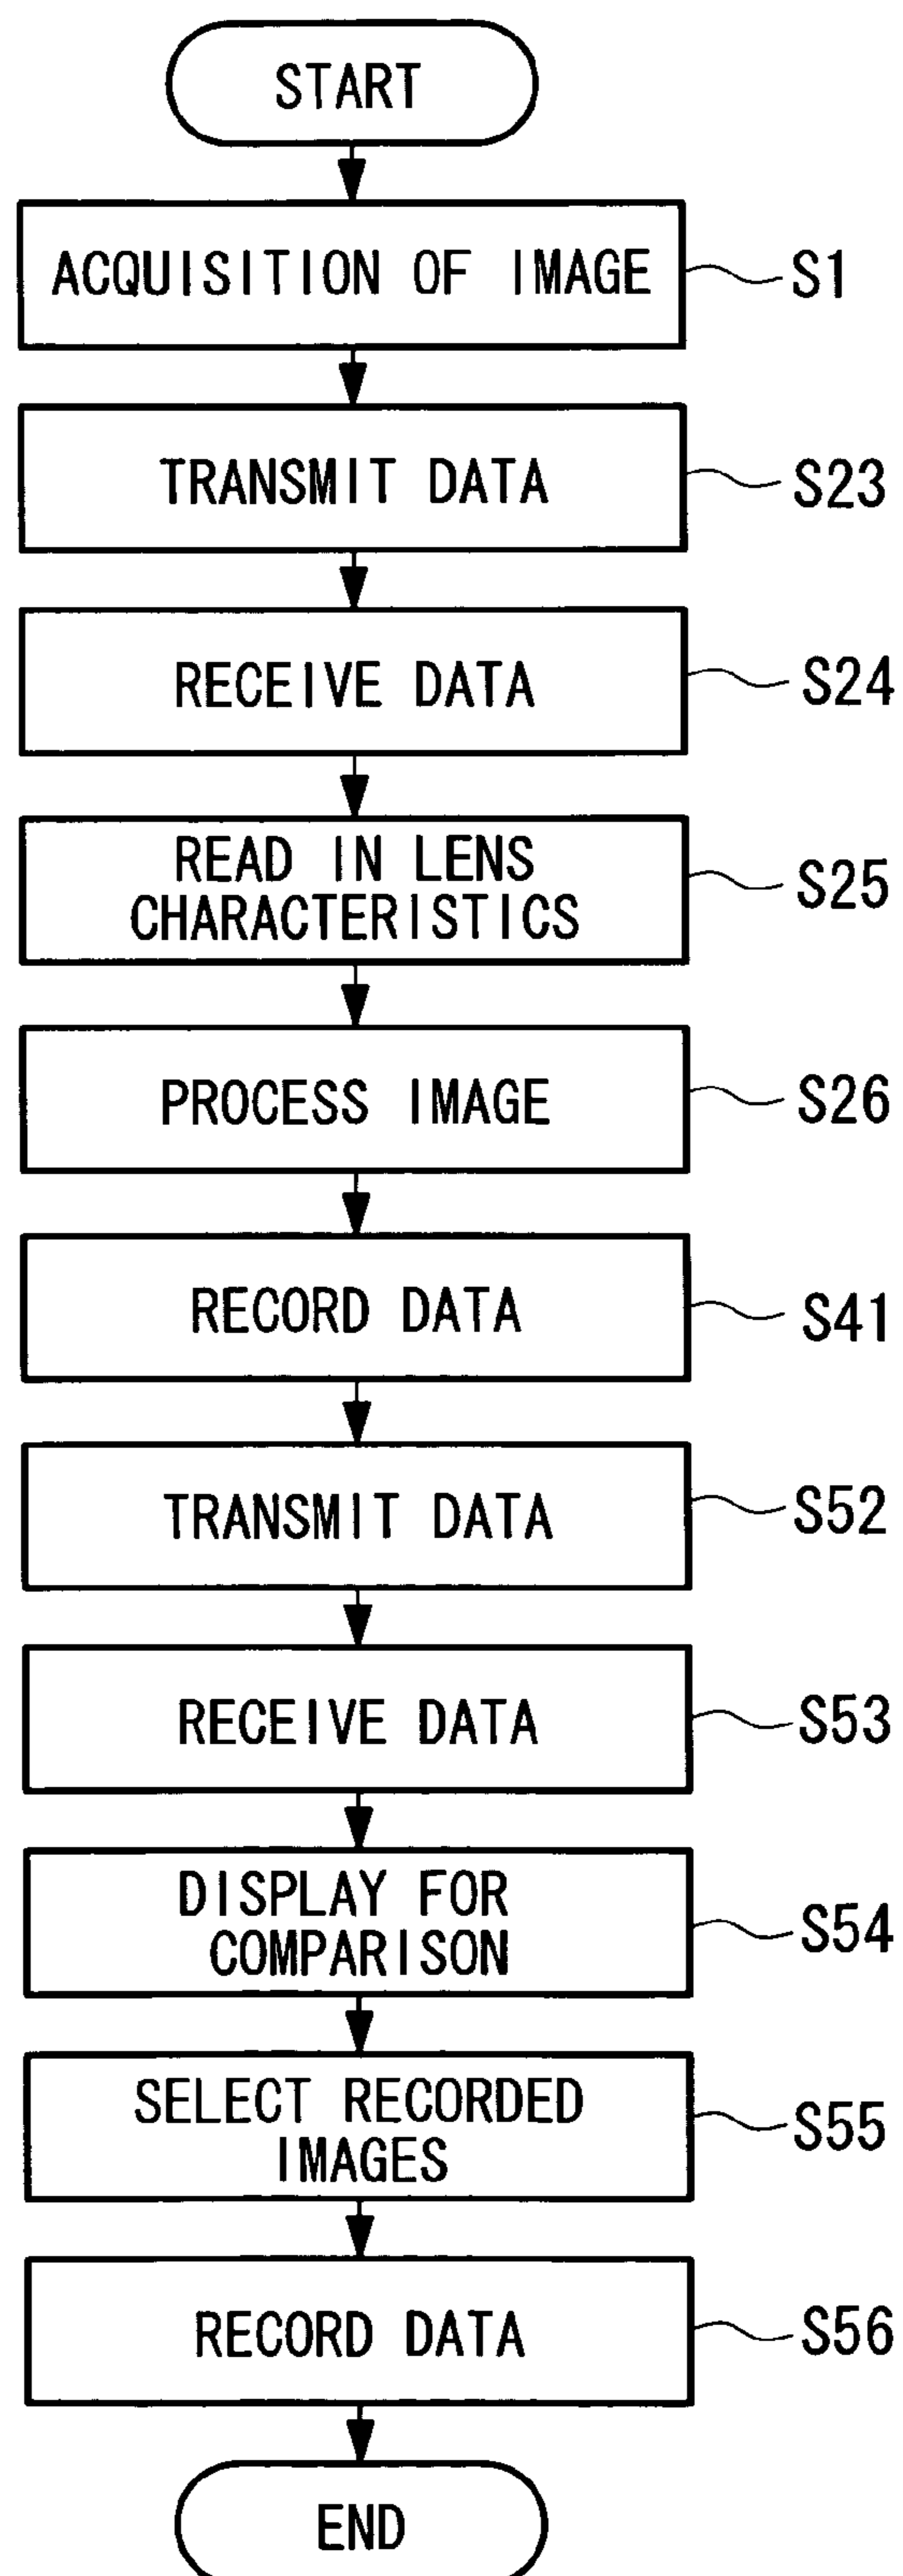 START
ACQUISITION OF IMAGE S1
TRANSMIT DATA S23
RECEIVE DATA S24
READ IN LENS
CHARACTERISTICS S25
PROCESS IMAGE S26
RECORD DATA S41
TRANSMIT DATA S52
RECEIVE DATA S53
DISPLAY FOR
COMPARISON S54
SELECT RECORDED
IMAGES S55
RECORD DATA S56
END